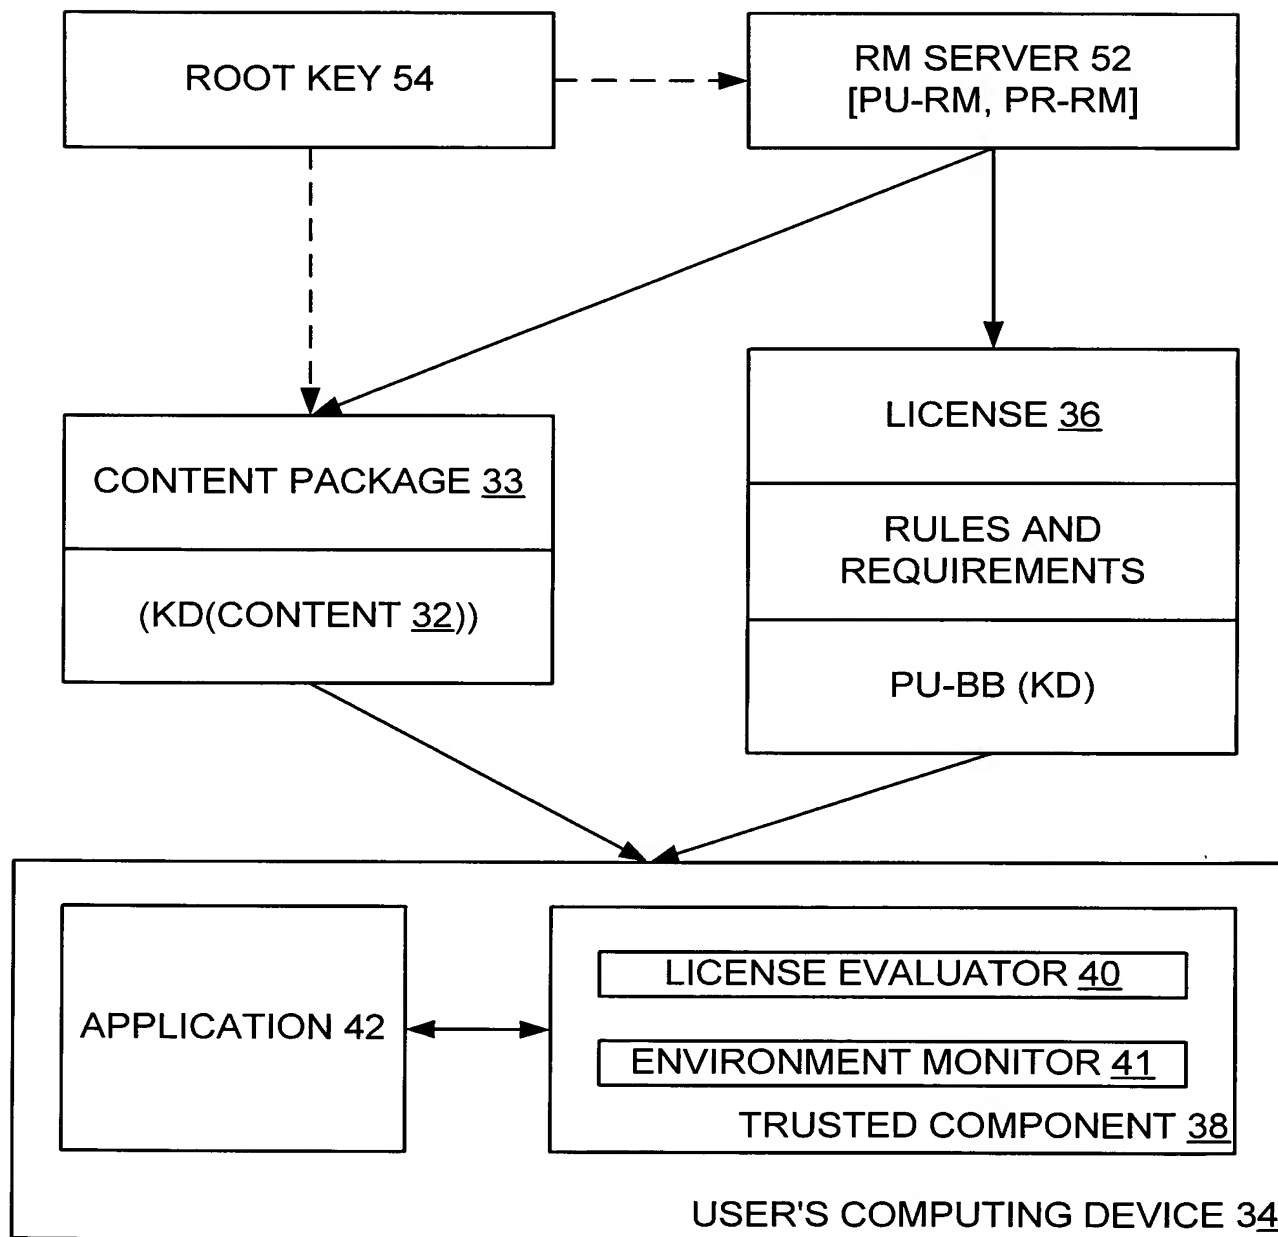 ROOT KEY 54
RM SERVER 52
[PU-RM, PR-RM]
CONTENT PACKAGE 33
(KD(CONTENT 32))
LICENSE 36
RULES AND
REQUIREMENTS
PU-BB (KD)
APPLICATION 42
LICENSE EVALUATOR 40
ENVIRONMENT MONITOR 41
TRUSTED COMPONENT 38
USER'S COMPUTING DEVICE 34